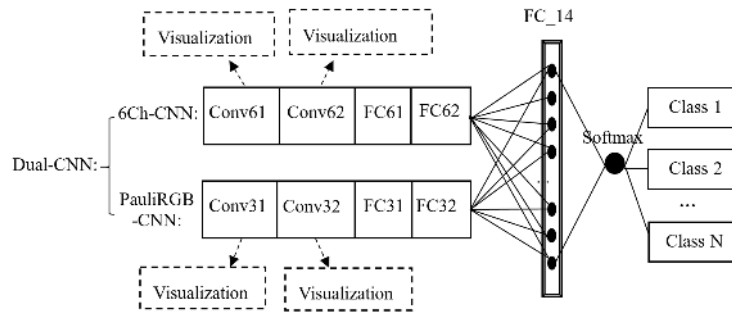 FC_14
Visualization
Visualization
6Ch-CNN:
Conv61
Conv62
FC61
FC62
Softmax
Class 1
Dual-CNN:
Class 2
...
...
PauliRGB
-CNN:
Conv31
Conv32
FC31
FC32
Class N
Visualization
Visualization